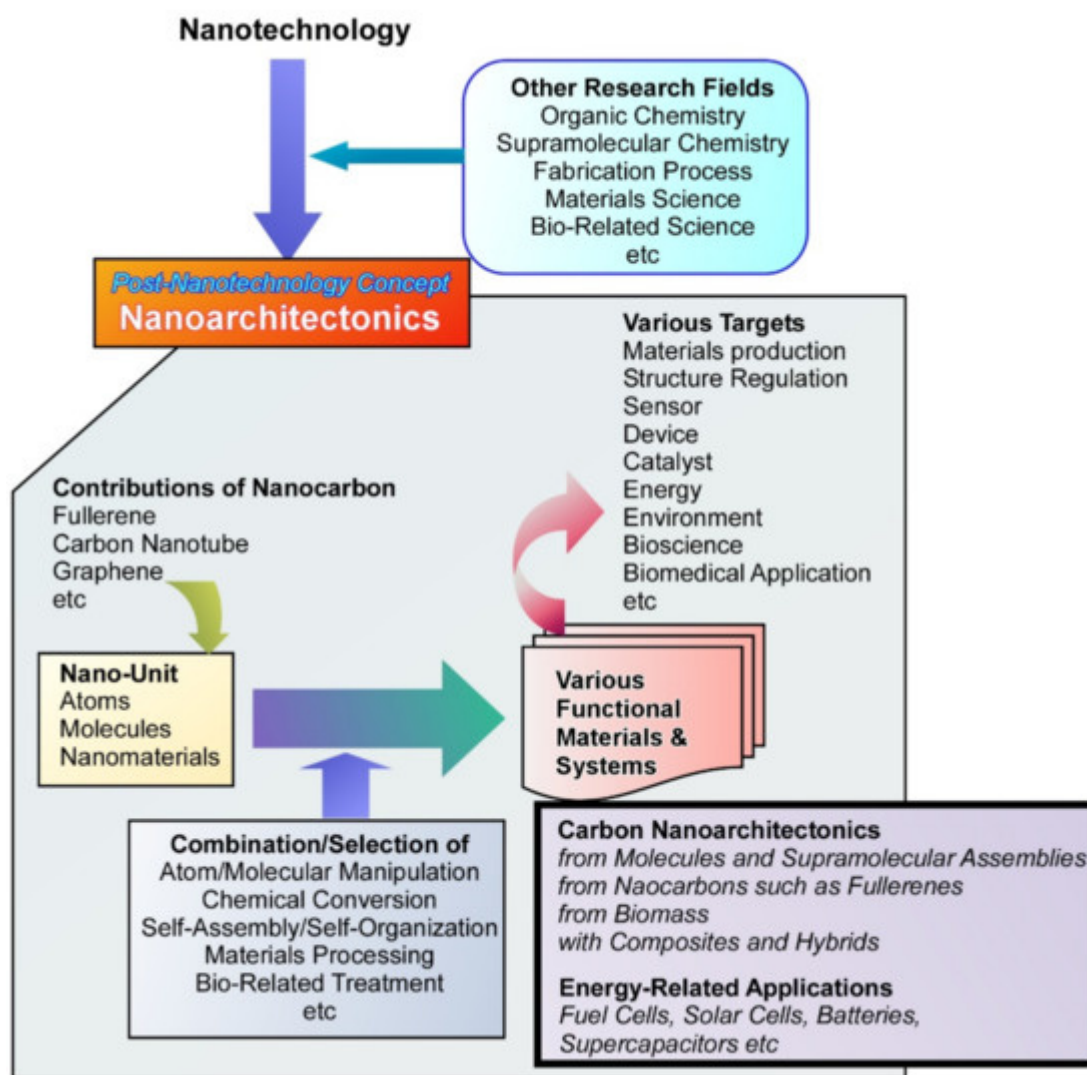 Nanotechnology
Other Research Fields
Organic Chemistry
Supramolecular Chemistry
Fabrication Process
Materials Science
Bio-Related Science
etc
Post-Nanotechnology Concept
Nanoarchitectonics
Various Targets
Materials production
Structure Regulation
Sensor
Device
Catalyst
Energy
Environment
Bioscience
Biomedical Application
etc
Contributions of Nanocarbon
Fullerene
Carbon Nanotube
Graphene
etc
Nano-Unit
Atoms
Molecules
Nanomaterials
Various
Functional
Materials &
Systems
Combination/Selection of
Atom/Molecular Manipulation
Chemical Conversion
Self-Assembly/Self-Organization
Materials Processing
Bio-Related Treatment
etc
Carbon Nanoarchitectonics
from Molecules and Supramolecular Assemblies
from Naocarbons such as Fullerenes
from Biomass
with Composites and Hybrids
Energy-Related Applications
Fuel Cells, Solar Cells, Batteries,
Supercapacitors etc